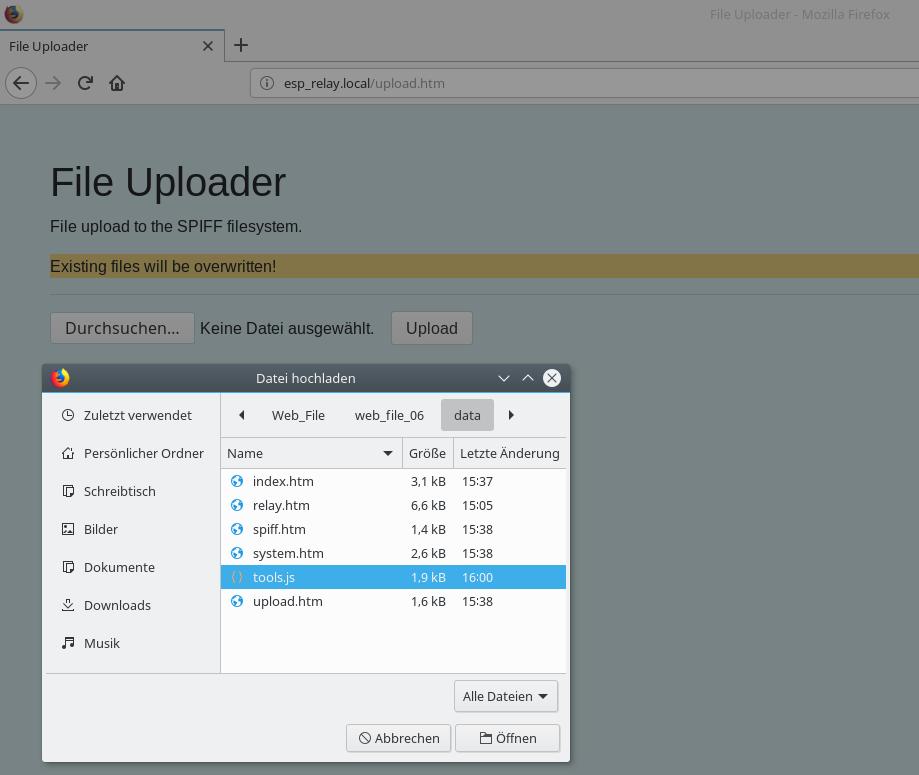 File Uploader - Mozilla Firefox
File Uploader
esp_relay.local/upload.htm
File Uploader
File upload to the SPIFF filesystem.
Existing files will be overwritten!
Durchsuchen... Keine Datei ausgewählt. Upload
Datei hochladen
Zuletzt verwendet
Persönlicher Ordner
Schreibtisch
Bilder
Dokumente
Downloads
Musik
Web_File web_file_06 data
Name Größe Letzte Änderung
index.htm 3,1 kB 15:37
relay.htm 6,6 kB 15:05
spiff.htm 1,4 kB 15:38
system.htm 2,6 kB 15:38
tools.js 1,9 kB 16:00
upload.htm 1,6 kB 15:38
Alle Dateien
Abbrechen Öffnen